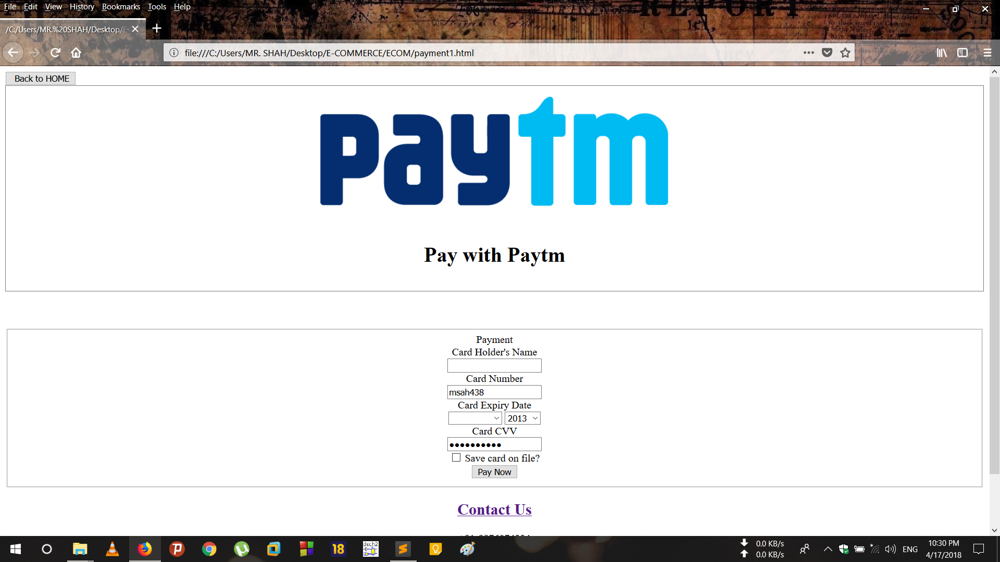 File Edit View History Bookmarks Tools Help
/C:/Users/MR.%20SHAH/Desktop/E
file:///C:/Users/MR. SHAH/Desktop/E-COMMERCE/ECOM/payment1.html
Back to HOME
paytm
Pay with Paytm
Payment
Card Holder's Name
Card Number
msah438
Card Expiry Date
2013
Card CVV
Save card on file?
Pay Now
Contact Us
18
Dsch2
0.0 KB/s
0.0 KB/s
ENG
10:30 PM
4/17/2018